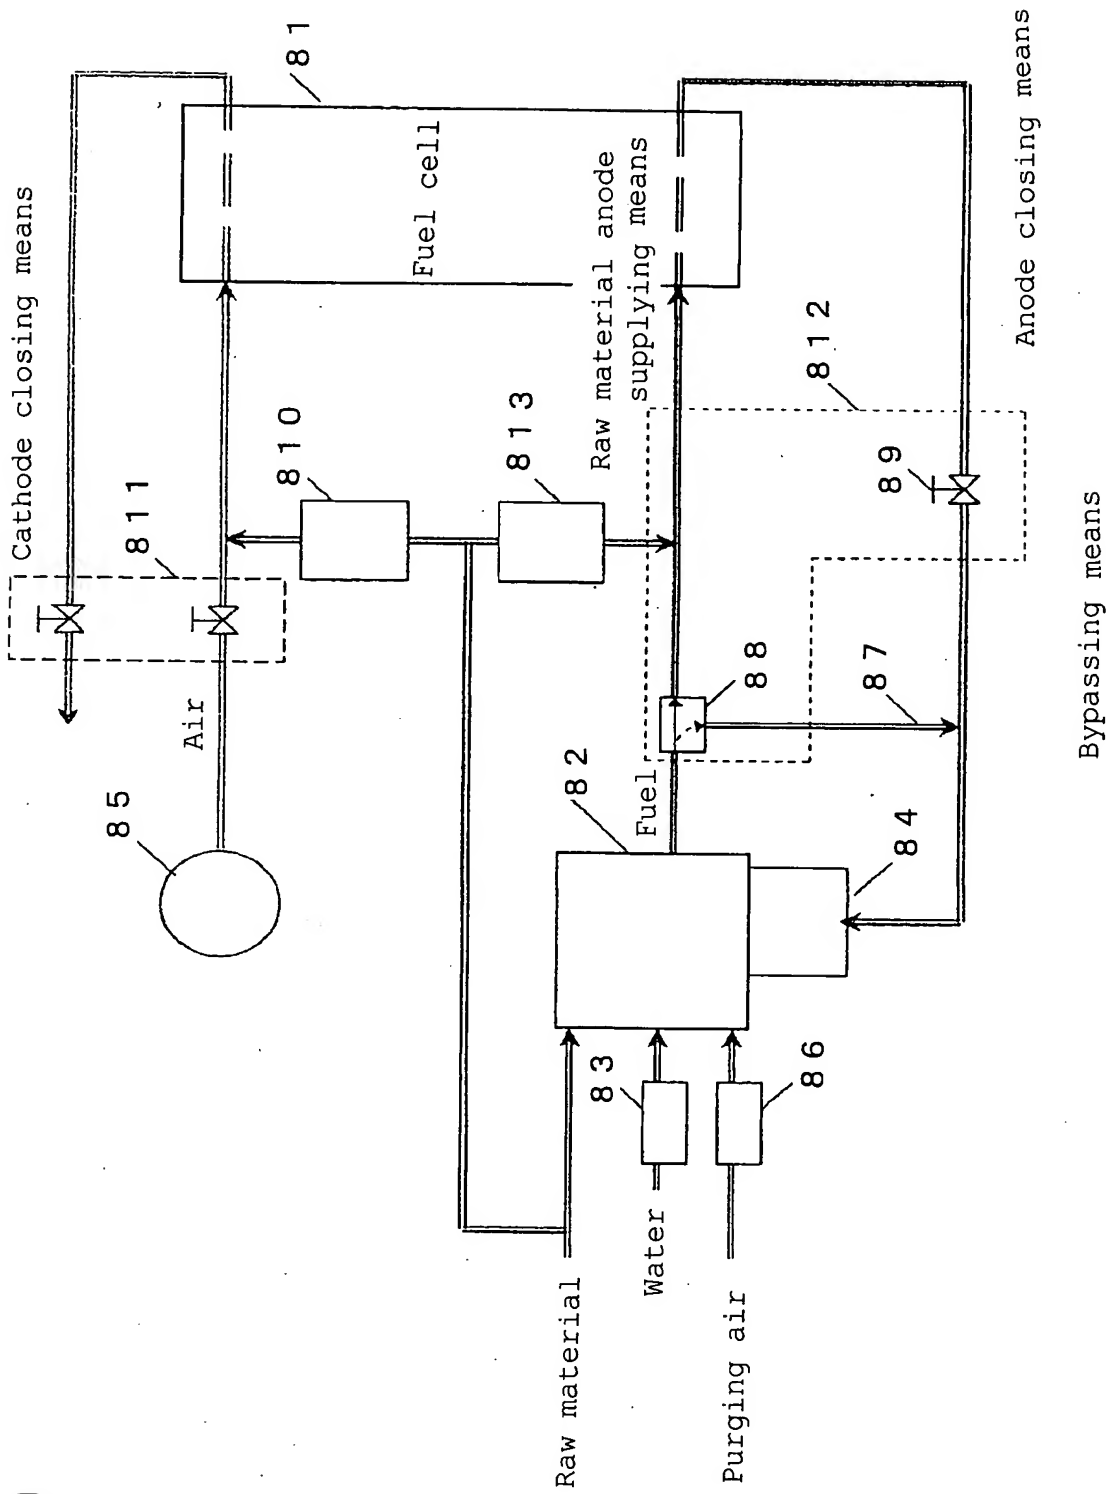 Cathode closing means
811
81
Air
85
810
Fuel cell
813
Raw material anode
supplying means
812
Fuel
88
82
89
87
84
83
86
Raw material
Water
Purging air
Anode closing means
Bypassing means